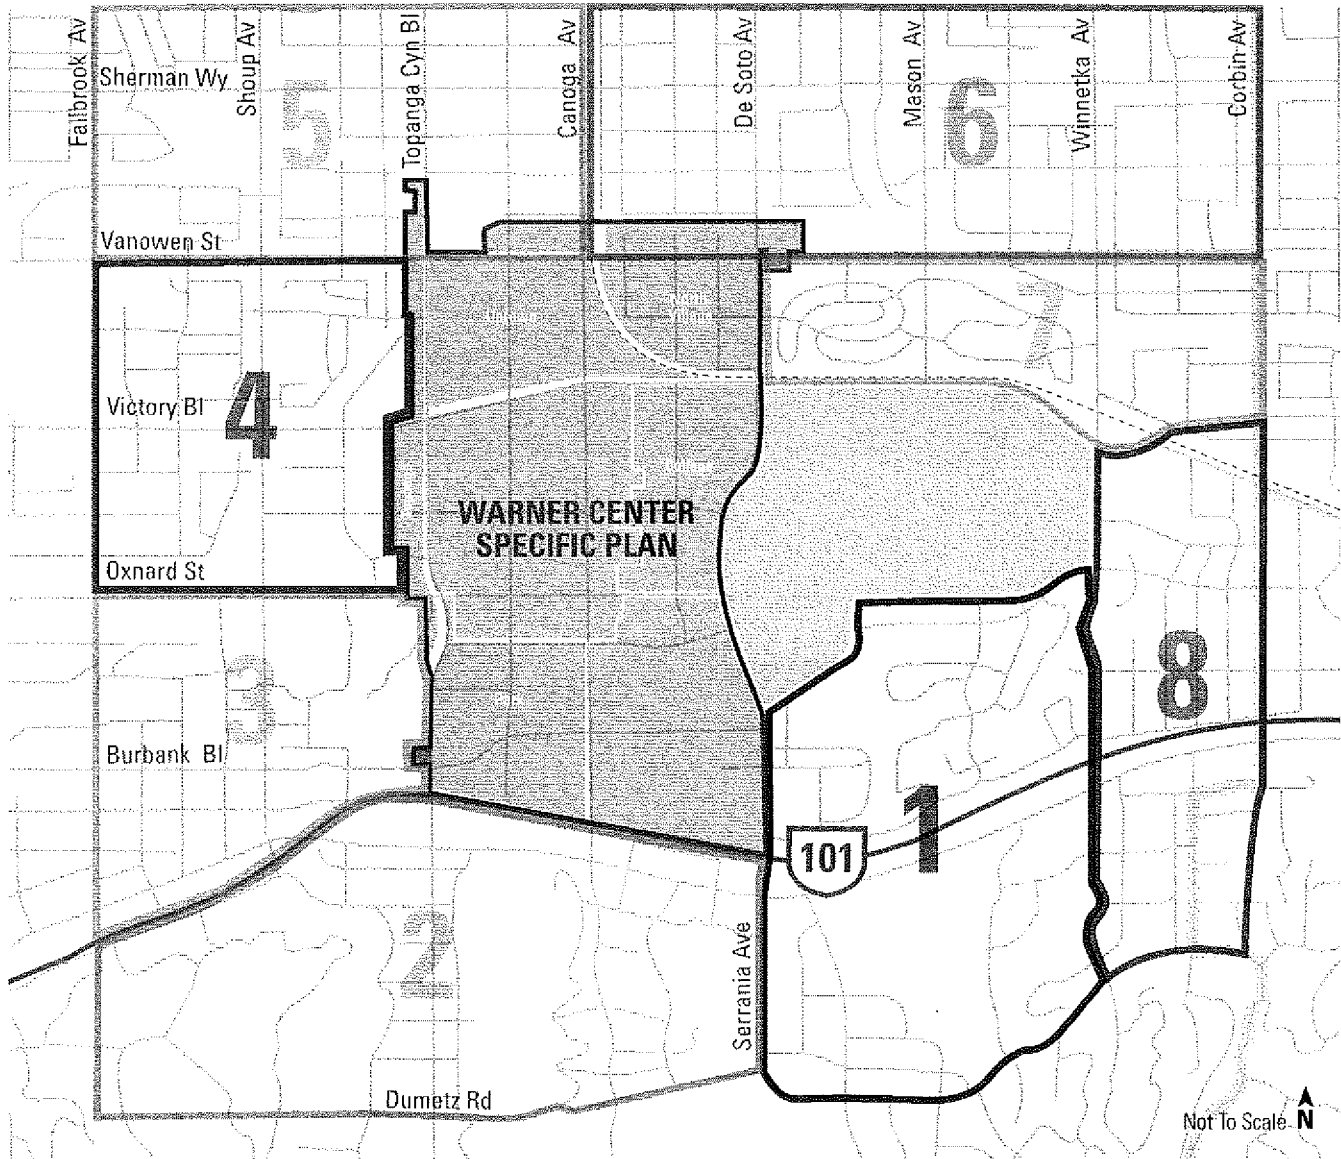 Fallbrook Av
Shoup Av
Topanga Cyn Bl
Canoga Av
De Soto Av
Mason Av
Winnetka Av
Corbin Av
Sherman Wy
5
6
Vanowen St
7
Victory Bl
4
WARNER CENTER
SPECIFIC PLAN
Oxnard St
3
8
Burbank Bl
1
101
2
Serrania Ave
Dumetz Rd
Not To Scale N